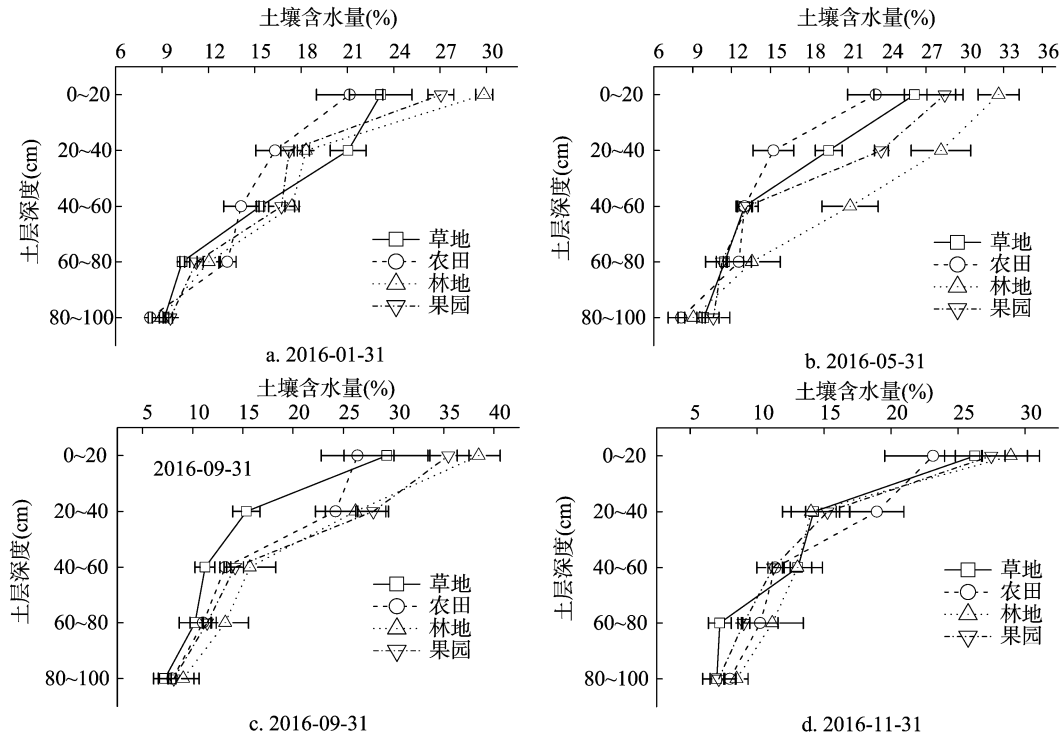 土壤含水量(%)
6 9 12 15 18 21 24 27 30
土层深度(cm)
0~20
20~40
40~60
60~80
80~100
草地
农田
林地
果园
a. 2016-01-31
土壤含水量(%)
6 9 12 15 18 21 24 27 30 33 36
土层深度(cm)
0~20
20~40
40~60
60~80
80~100
草地
农田
林地
果园
b. 2016-05-31
土壤含水量(%)
5 10 15 20 25 30 35 40
土层深度(cm)
0~20
20~40
40~60
60~80
80~100
2016-09-31
草地
农田
林地
果园
c. 2016-09-31
土壤含水量(%)
5 10 15 20 25 30
土层深度(cm)
0~20
20~40
40~60
60~80
80~100
草地
农田
林地
果园
d. 2016-11-31